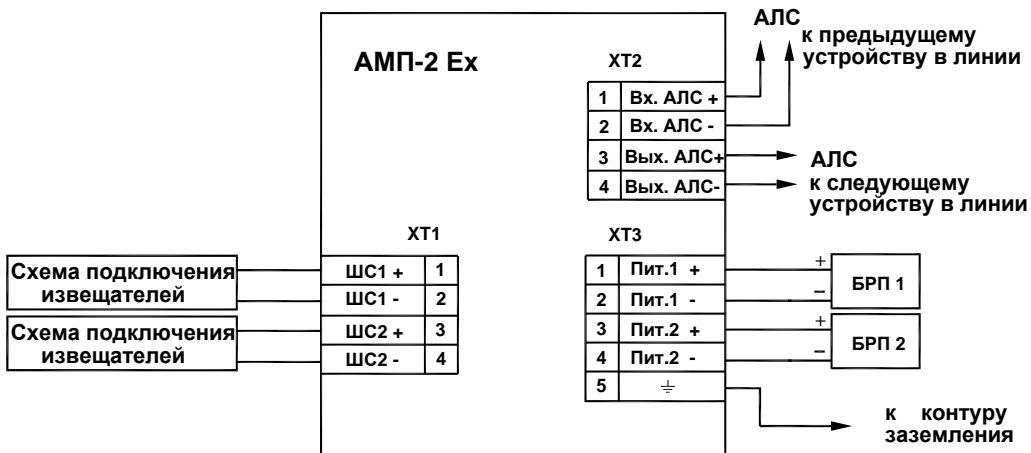 АМП-2 Ex
АЛС
к предыдущему
устройству в линии
XT2
1 Вх. АЛС +
2 Вх. АЛС -
3 Вых. АЛС+
4 Вых. АЛС-
АЛС
к следующему
устройству в линии
XT1
Схема подключения
извещателей
ШС1 + 1
ШС1 - 2
Схема подключения
извещателей
ШС2 + 3
ШС2 - 4
XT3
1 Пит.1 +
2 Пит.1 -
3 Пит.2 +
4 Пит.2 -
5 ⏚
+
–
БРП 1
+
–
БРП 2
к контуру
заземления